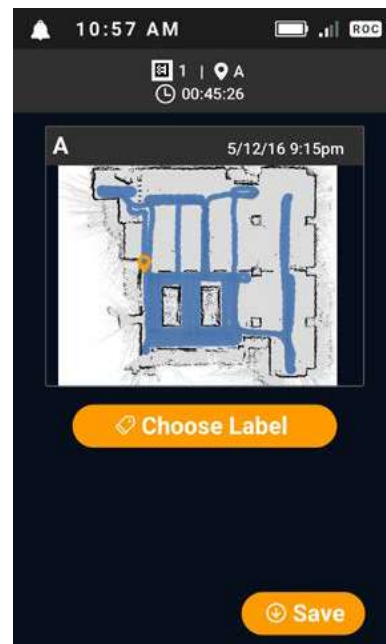 10:57 AM ROC
1 | A
00:45:26
A 5/12/16 9:15pm
Choose Label
Save